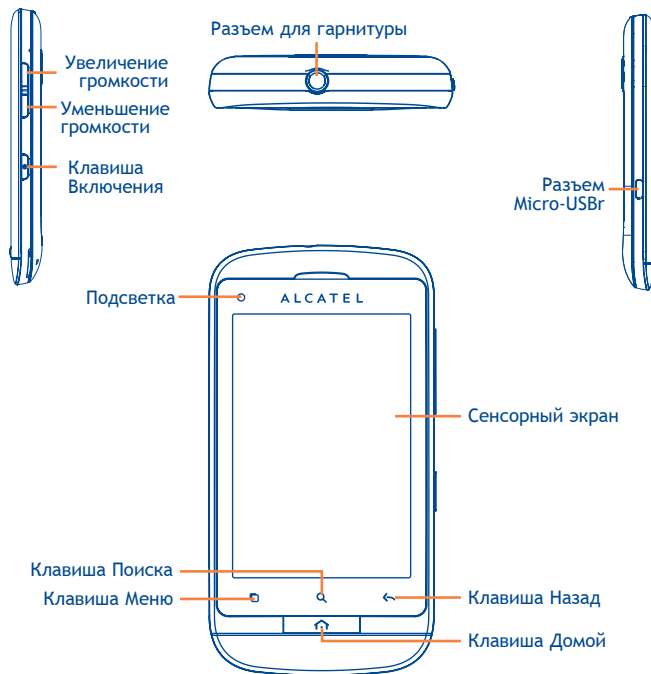 Разъем для гарнитуры
Увеличение
громкости
Уменьшение
громкости
Клавиша
Включения
Разъем
Micro-USBr
Подсветка
ALCATEL
Сенсорный экран
Клавиша Поиска
Клавиша Меню
Клавиша Назад
Клавиша Домой